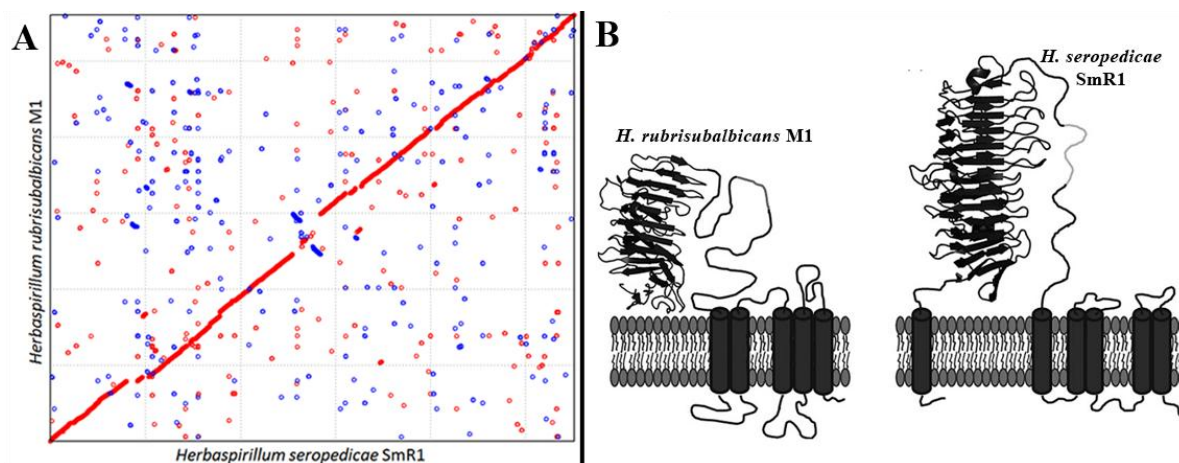 A
Herbaspirillum rubrisubalbicans M1
Herbaspirillum seropedicae SmR1
B
H. rubrisubalbicans M1
H. seropedicae
SmR1